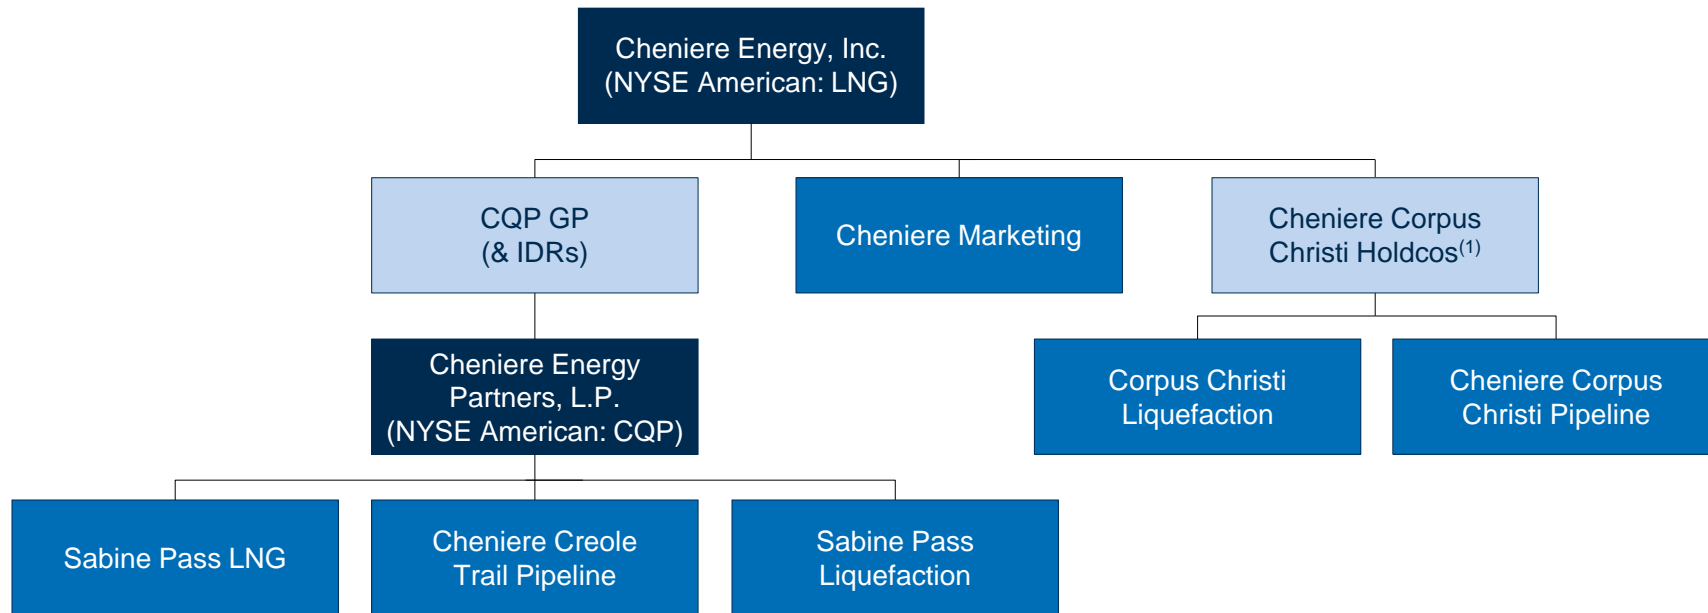 Cheniere Energy, Inc.
(NYSE American: LNG)
CQP GP
(& IDRs)
Cheniere Marketing
Cheniere Corpus
Christi Holdcos(1)
Cheniere Energy
Partners, L.P.
(NYSE American: CQP)
Corpus Christi
Liquefaction
Cheniere Corpus
Christi Pipeline
Sabine Pass LNG
Cheniere Creole
Trail Pipeline
Sabine Pass
Liquefaction